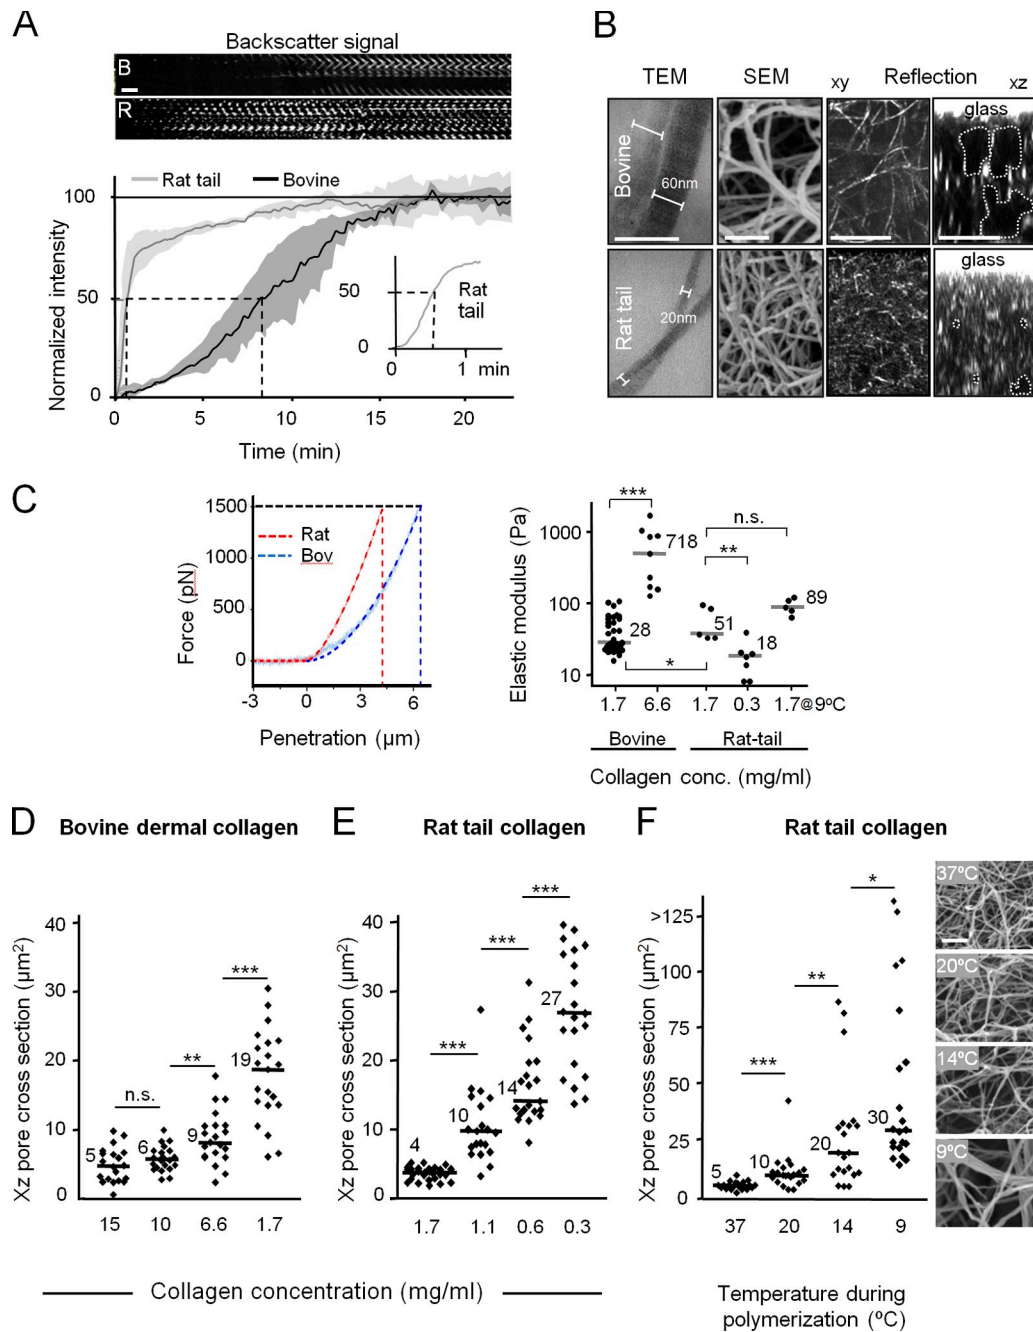 A
Backscatter signal
B
R
Rat tail
Bovine
100
50
0
Normalized intensity
0
5
10
15
20
Time (min)
50
0
Rat
tail
0
1 min
B
TEM
SEM
xy
Reflection
xz
Bovine
60nm
glass
Rat tail
20nm
glass
C
1500
1000
500
0
Force (pN)
Rat
Bov
-3
0
3
6
Penetration (µm)
Elastic modulus (Pa)
1000
100
10
***
718
28
*
n.s.
**
51
18
89
1.7
6.6
1.7
0.3
1.7@9ºC
Bovine
Rat-tail
Collagen conc. (mg/ml)
D
Bovine dermal collagen
Xz pore cross section (µm²)
40
30
20
10
0
n.s.
**
***
5
6
9
19
15
10
6.6
1.7
E
Rat tail collagen
Xz pore cross section (µm²)
40
30
20
10
0
***
***
***
4
10
14
27
1.7
1.1
0.6
0.3
Collagen concentration (mg/ml)
F
Rat tail collagen
Xz pore cross section (µm²)
>125
100
75
50
25
0
***
**
*
5
10
20
30
37
20
14
9
Temperature during
polymerization (ºC)
37ºC
20ºC
14ºC
9ºC